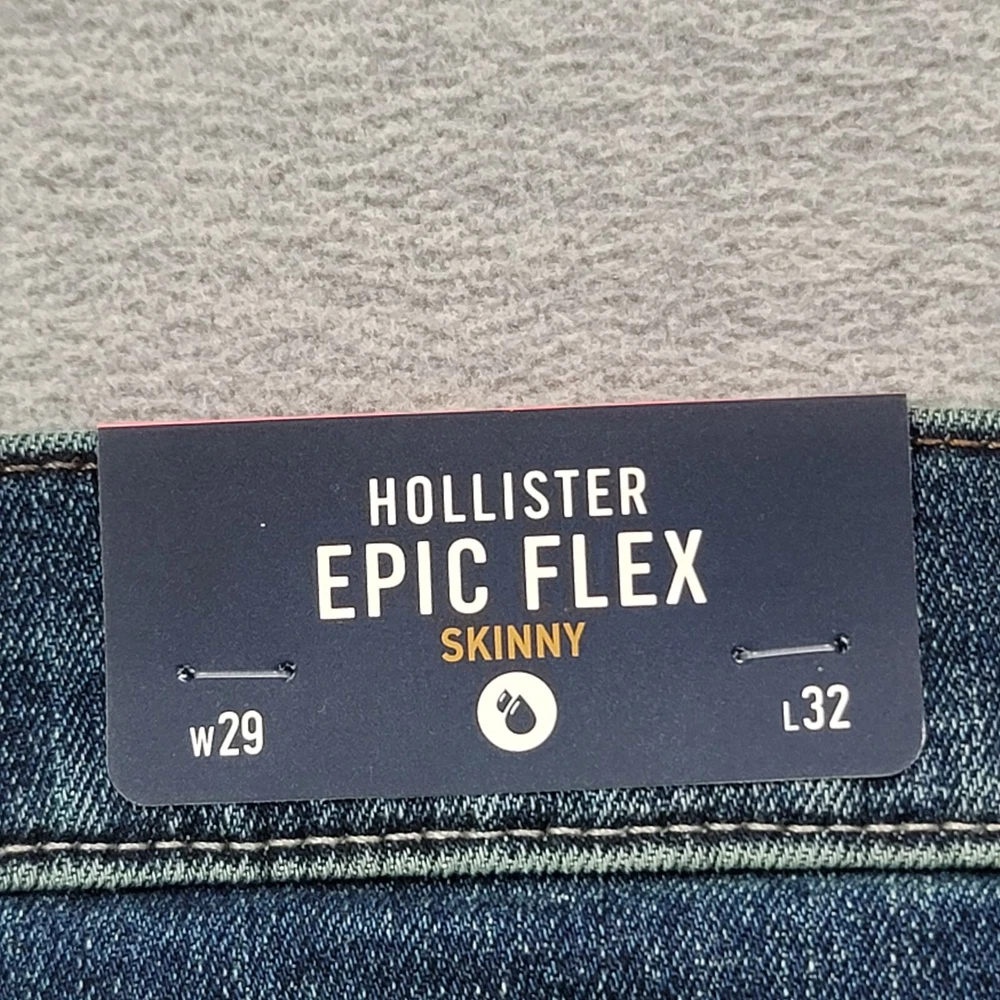 HOLLISTER
EPIC FLEX
SKINNY
W29
L32